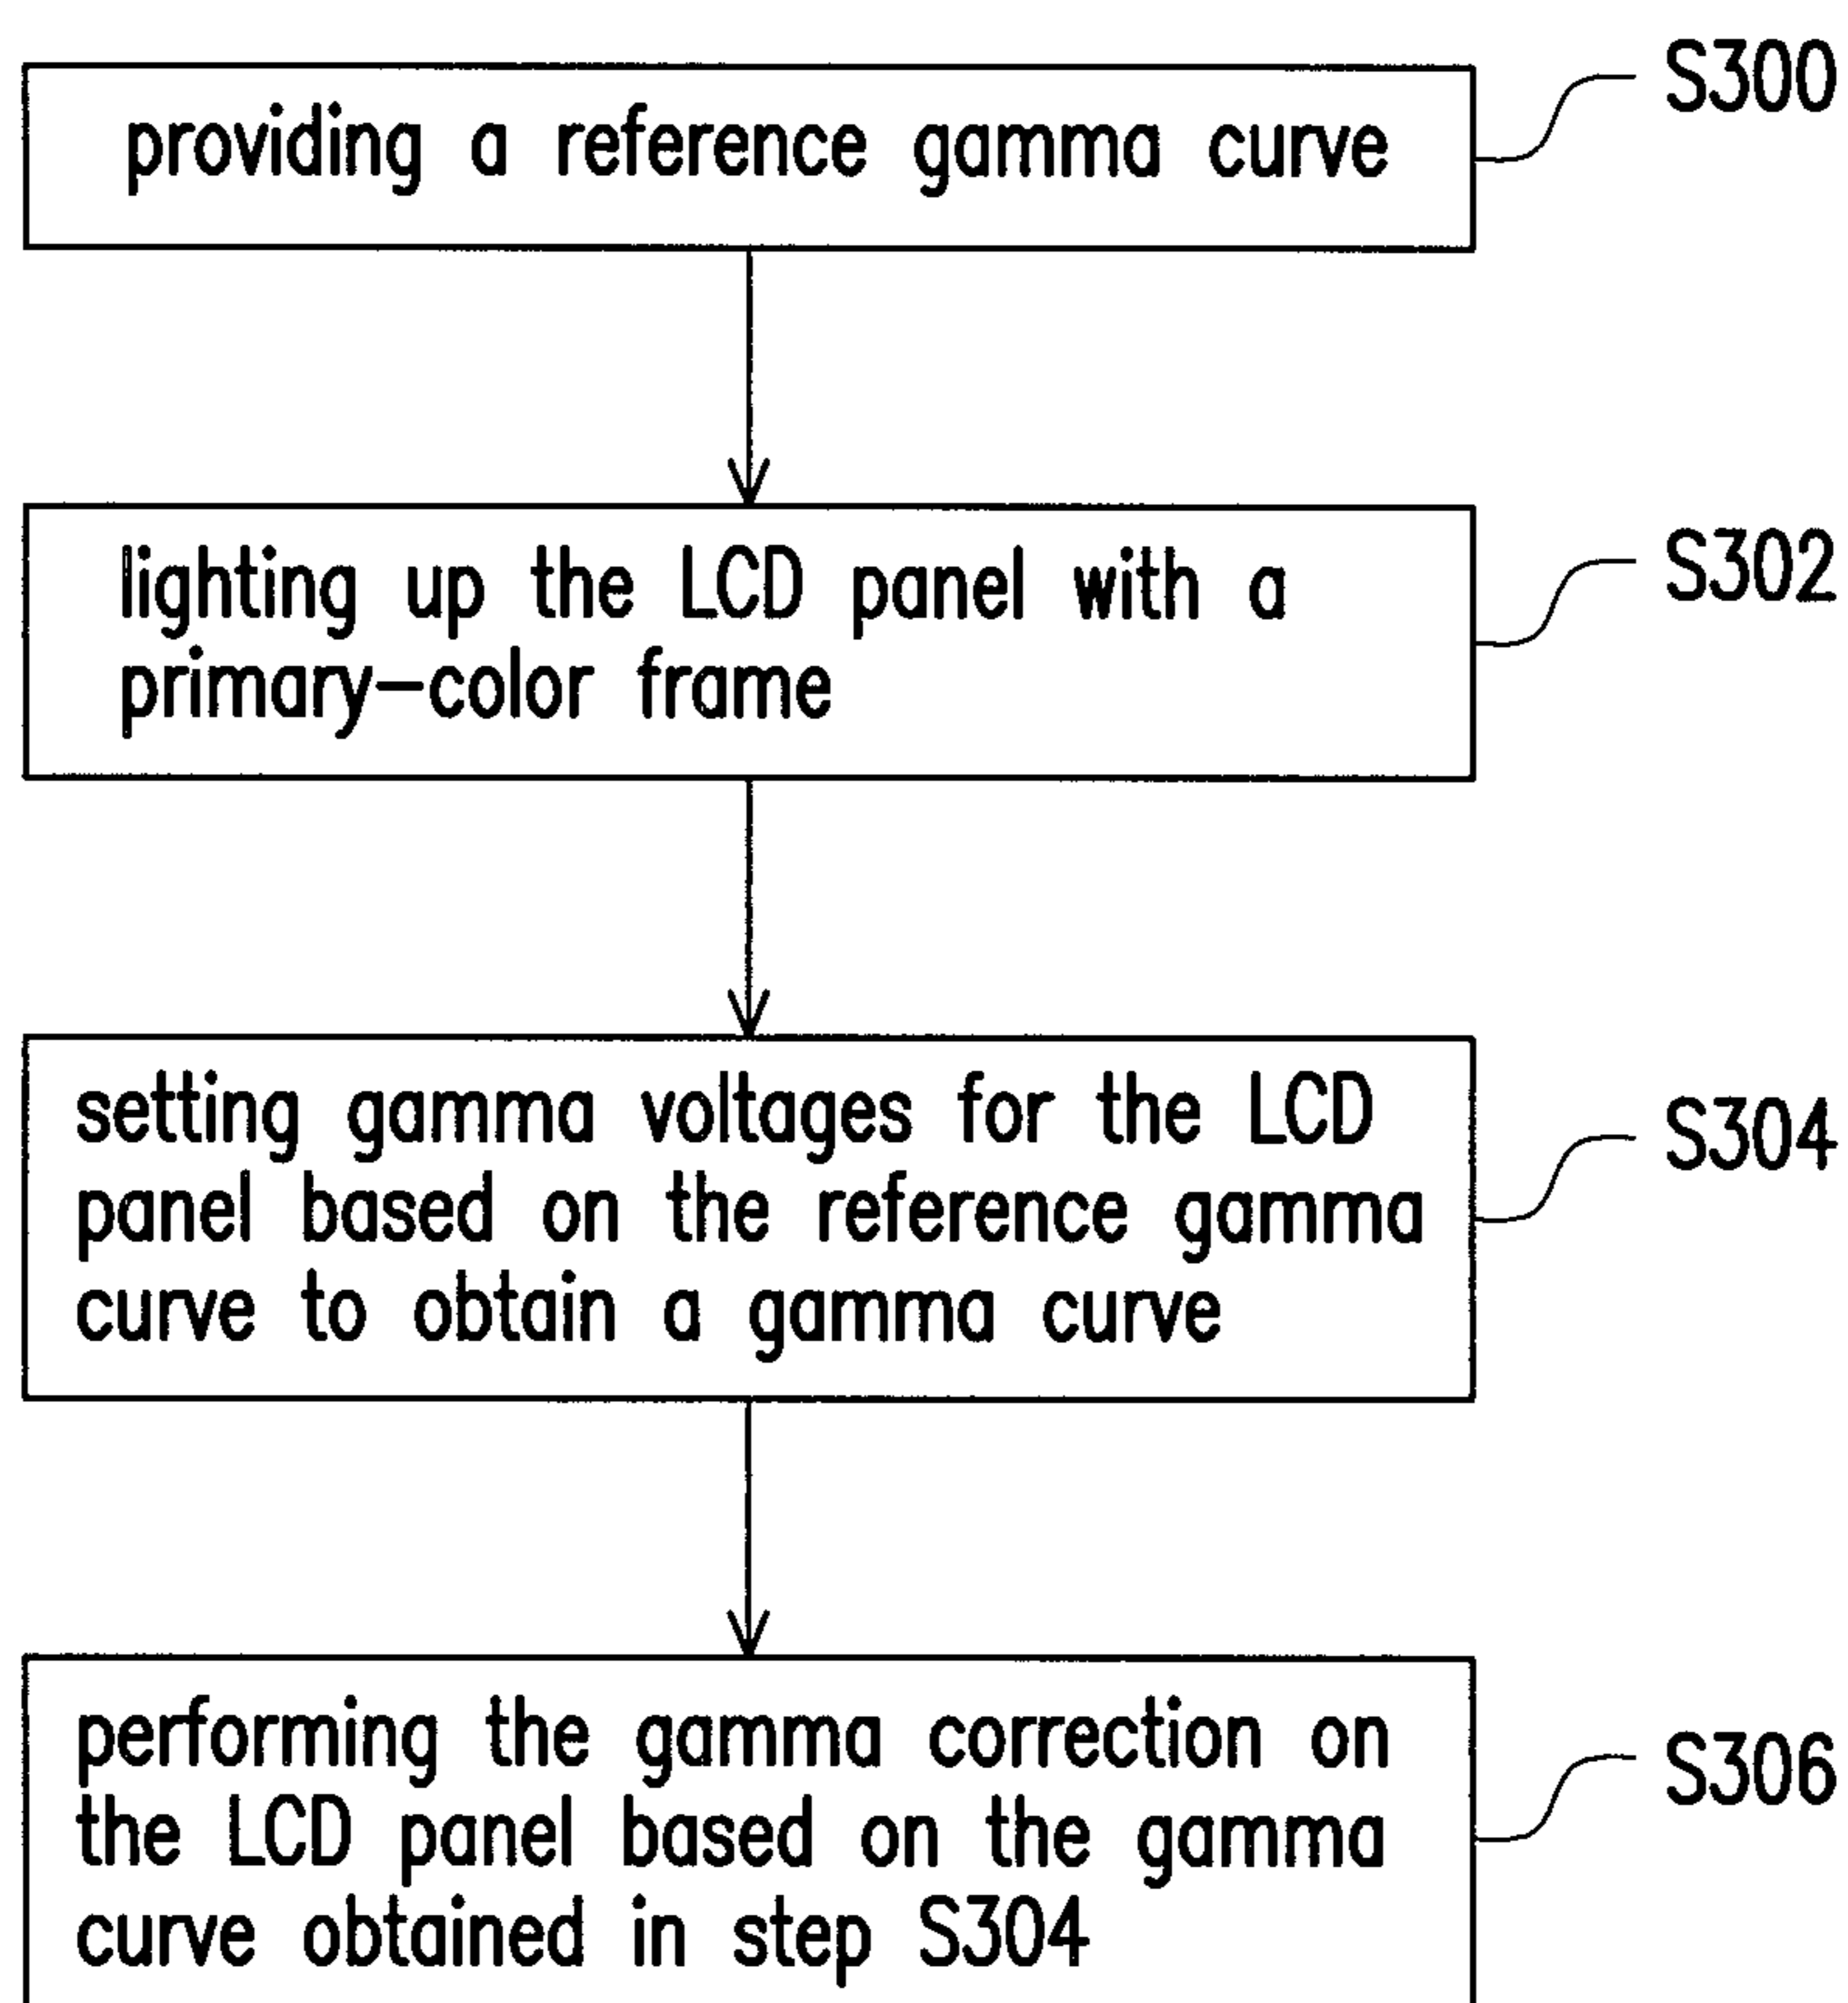 providing a reference gamma curve
S300
lighting up the LCD panel with a
primary-color frame
S302
setting gamma voltages for the LCD
panel based on the reference gamma
curve to obtain a gamma curve
S304
performing the gamma correction on
the LCD panel based on the gamma
curve obtained in step S304
S306